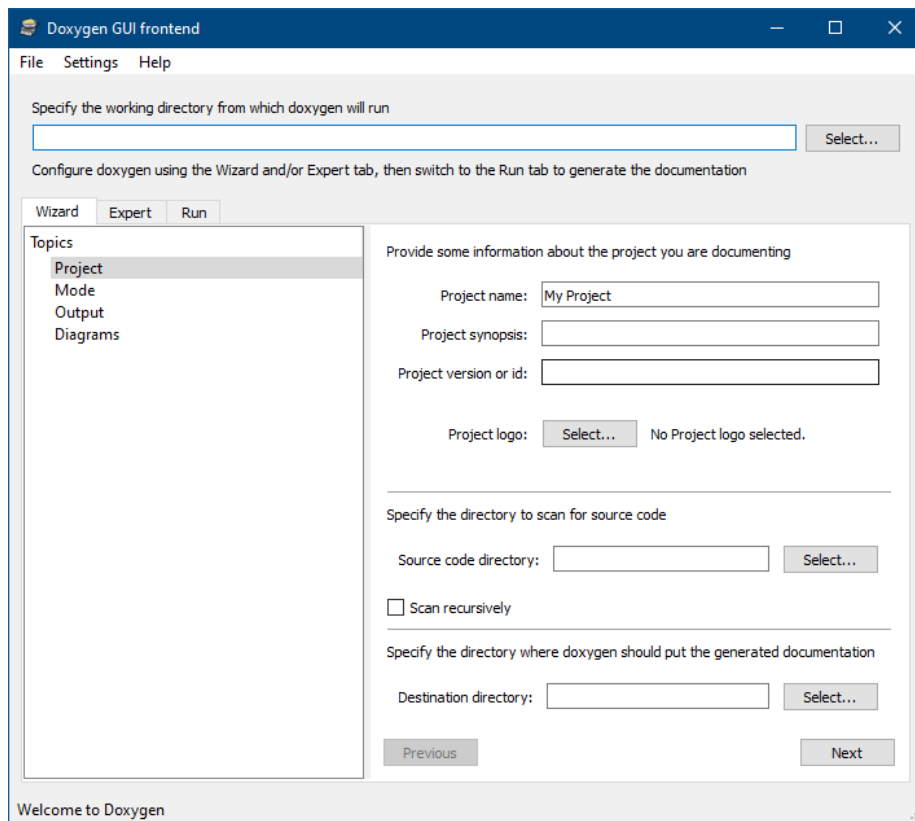 Doxygen GUI frontend
File Settings Help
Specify the working directory from which doxygen will run
Select...
Configure doxygen using the Wizard and/or Expert tab, then switch to the Run tab to generate the documentation
Wizard Expert Run
Topics
Project
Mode
Output
Diagrams
Provide some information about the project you are documenting
Project name: My Project
Project synopsis:
Project version or id:
Project logo: Select... No Project logo selected.
Specify the directory to scan for source code
Source code directory: Select...
Scan recursively
Specify the directory where doxygen should put the generated documentation
Destination directory: Select...
Previous Next
Welcome to Doxygen